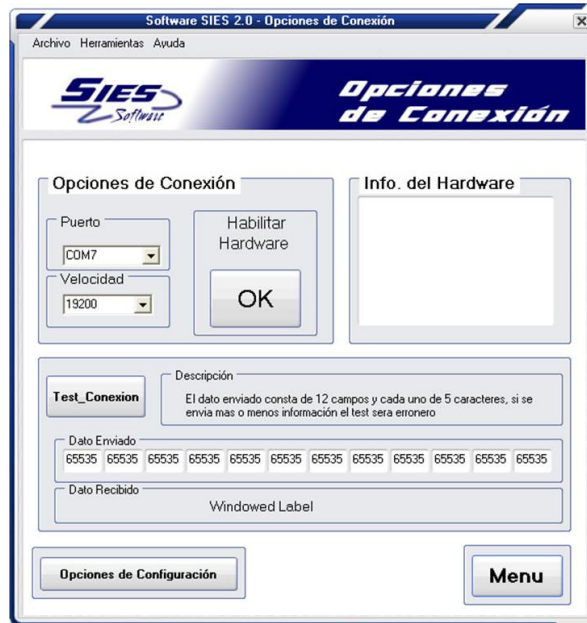 Software SIES 2.0 - Opciones de Conexión
Archivo Herramientas Ayuda
SIES
Software
Opciones
de Conexión
Opciones de Conexión
Puerto
COM7
Velocidad
19200
Habilitar
Hardware
OK
Info. del Hardware
Test_Conexion
Descripción
El dato enviado consta de 12 campos y cada uno de 5 caracteres, si se
envia mas o menos información el test sera erronero
Dato Enviado
65535 65535 65535 65535 65535 65535 65535 65535 65535 65535 65535 65535
Dato Recibido
Windowed Label
Opciones de Configuración
Menu